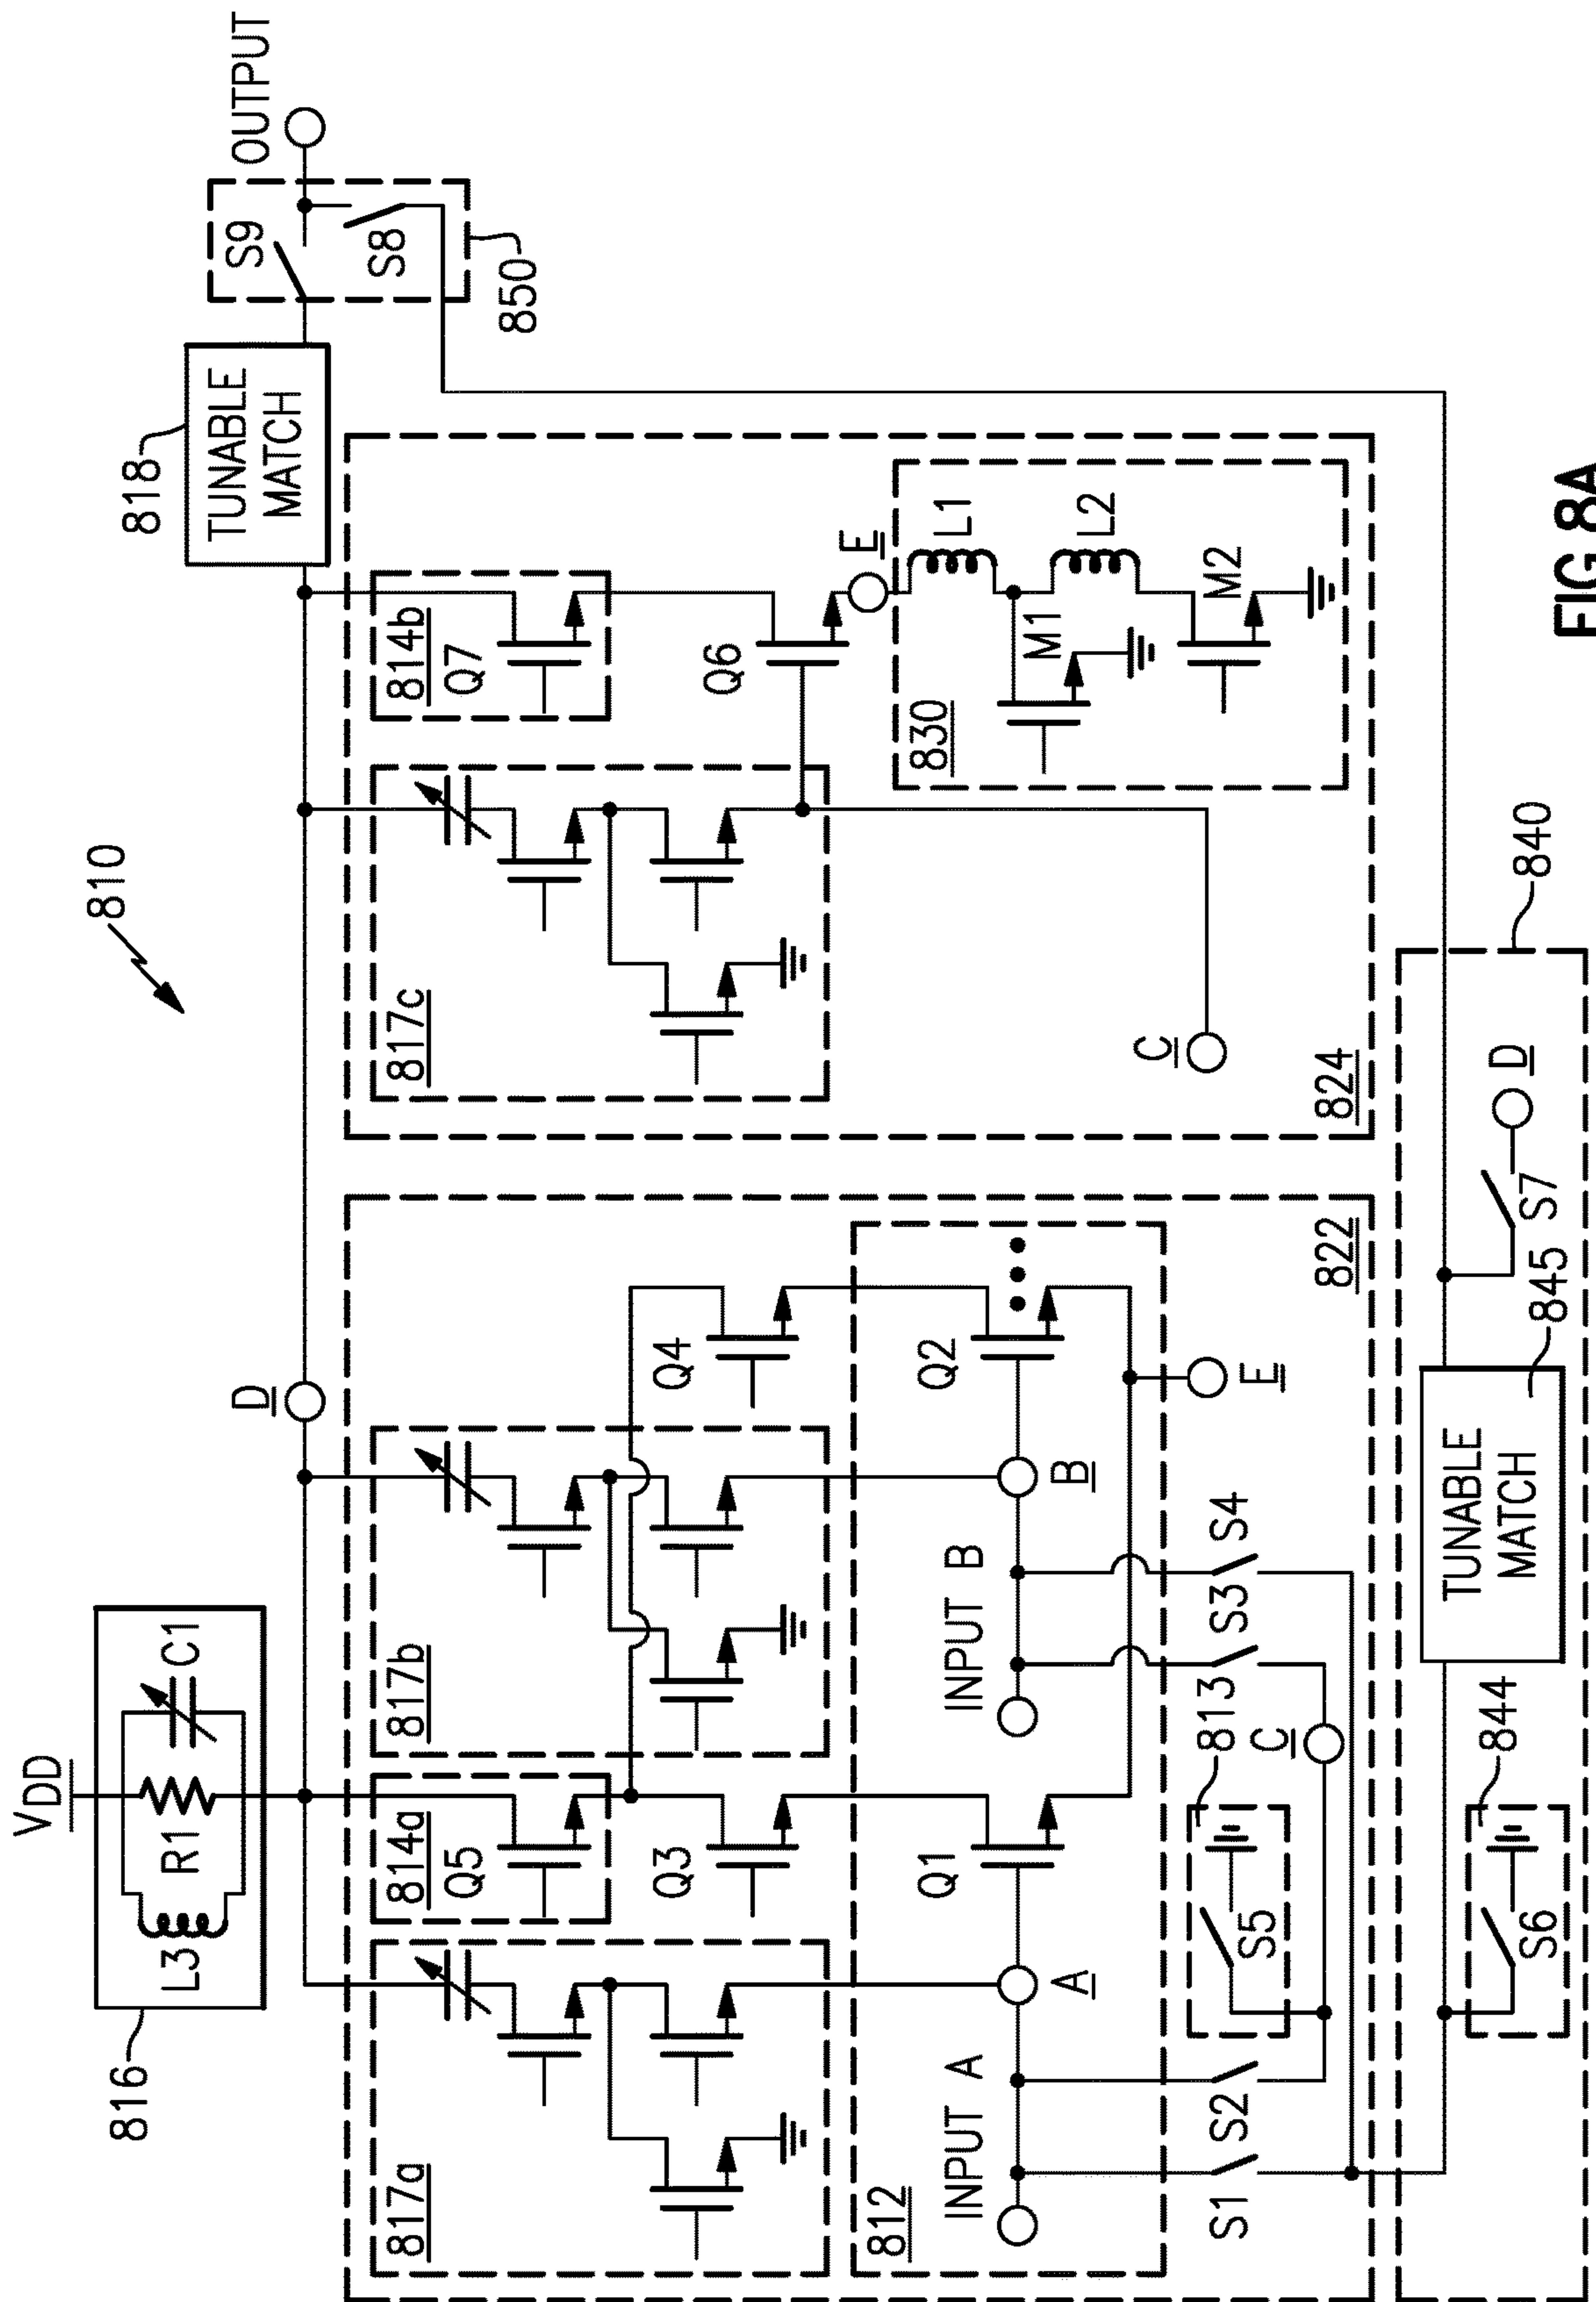 810
V DD
816
L3
R1
C1
D
818
TUNABLE
MATCH
S9
S8
850
OUTPUT
817a
814a
Q5
817b
Q3
Q4
817c
814b
Q7
Q6
E
830
L1
M1
L2
M2
812
INPUT A
A
Q1
INPUT B
B
Q2
E
S1
S2
S5
813
C
S3
S4
822
C
824
840
S6
844
TUNABLE
MATCH
845
S7
D
FIG.8A